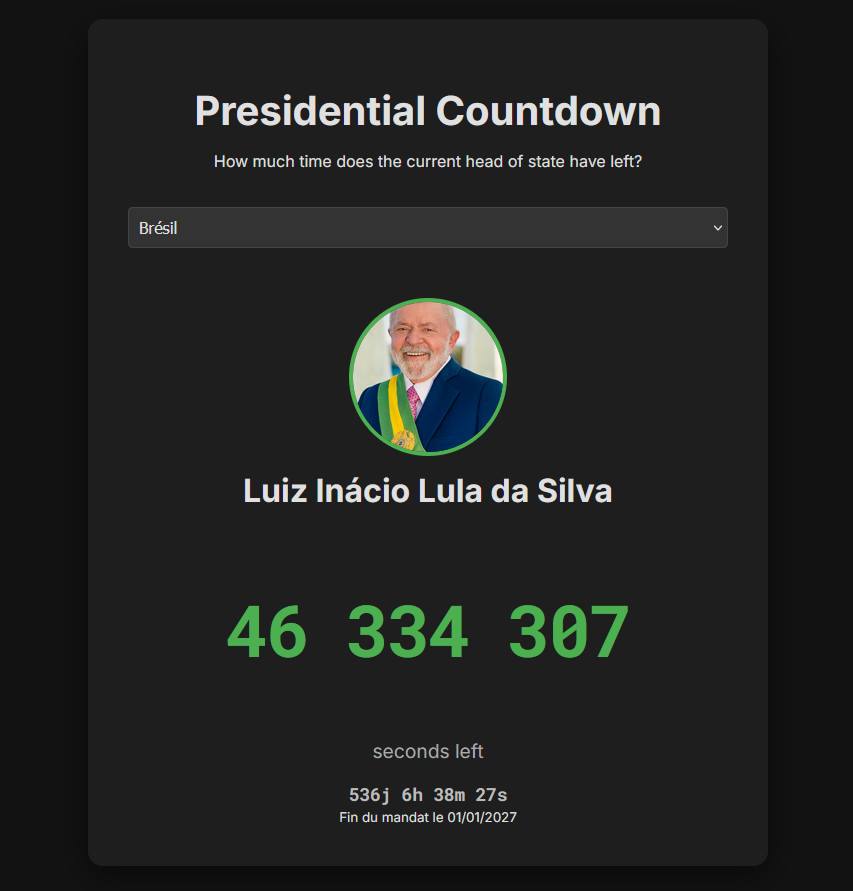 Presidential Countdown
How much time does the current head of state have left?
Brésil
Luiz Inácio Lula da Silva
46 334 307
seconds left
536j 6h 38m 27s
Fin du mandat le 01/01/2027